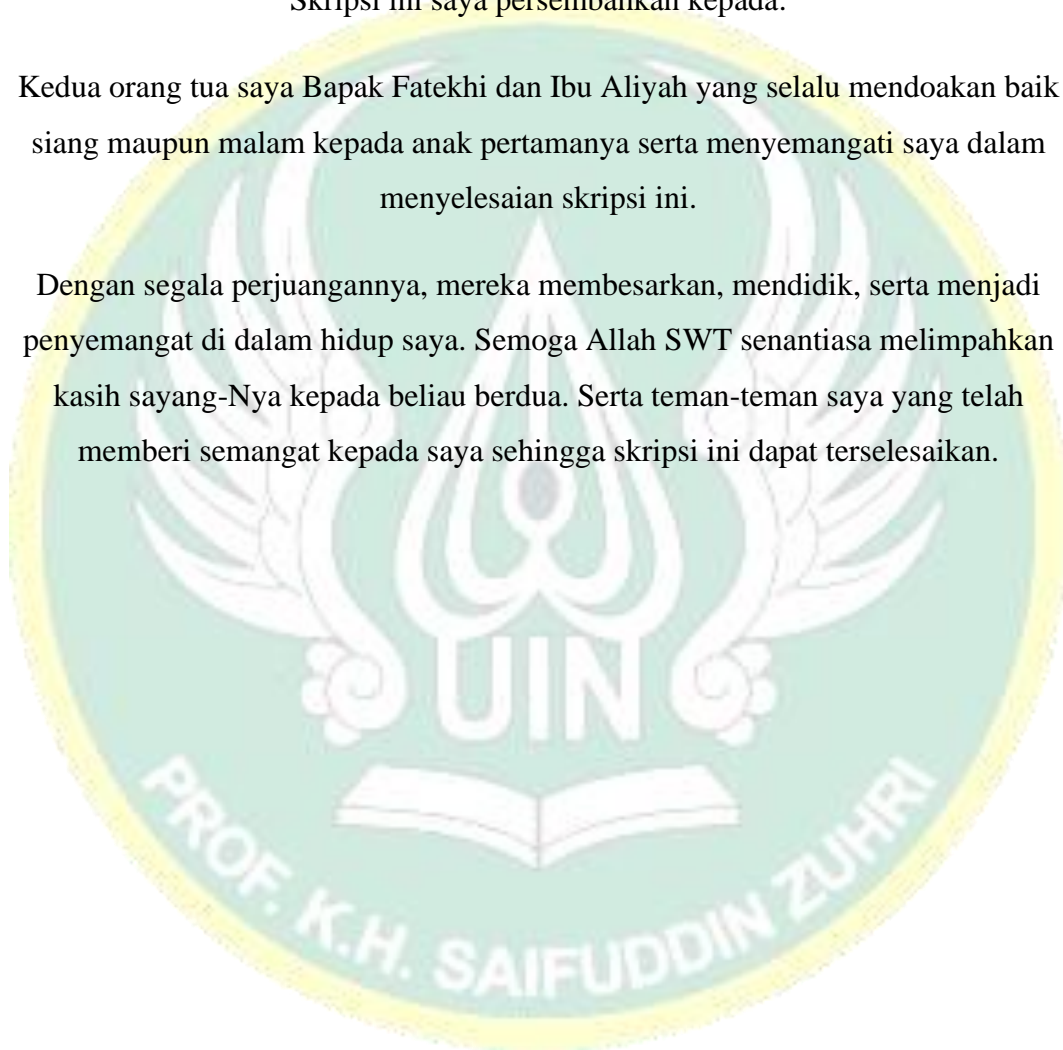 Skripsi ini saya persembahkan kepada:
Kedua orang tua saya Bapak Fatekhi dan Ibu Aliyah yang selalu mendoakan baik
siang maupun malam kepada anak pertamanya serta menyemangati saya dalam
menyelesaian skripsi ini.
Dengan segala perjuangannya, mereka membesarkan, mendidik, serta menjadi
penyemangat di dalam hidup saya. Semoga Allah SWT senantiasa melimpahkan
kasih sayang-Nya kepada beliau berdua. Serta teman-teman saya yang telah
memberi semangat kepada saya sehingga skripsi ini dapat terselesaikan.
UIN
PROF. K.H. SAIFUDDIN ZUHRI